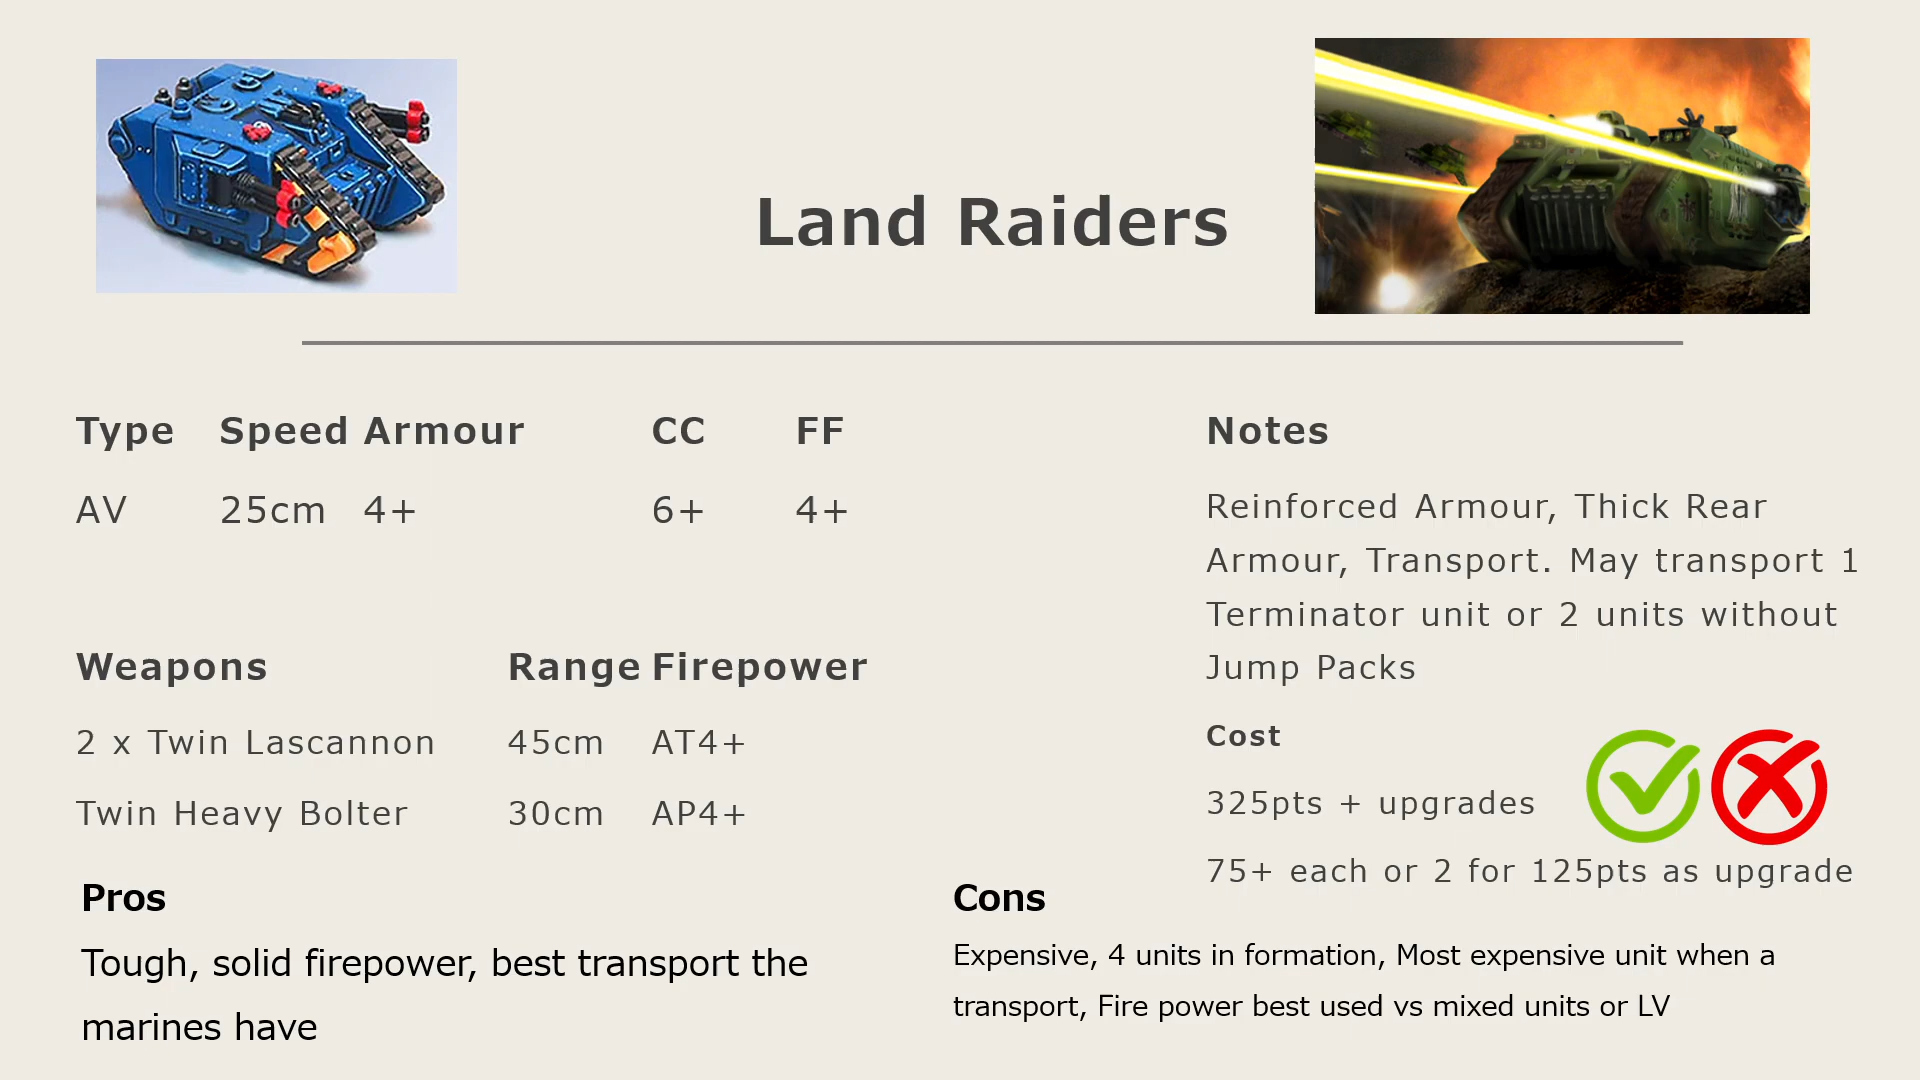 Land Raiders
Type Speed Armour CC FF
AV 25cm 4+ 6+ 4+
Weapons Range Firepower
2 x Twin Lascannon 45cm AT4+
Twin Heavy Bolter 30cm AP4+
Notes
Reinforced Armour, Thick Rear
Armour, Transport. May transport 1
Terminator unit or 2 units without
Jump Packs
Cost
325pts + upgrades
75+ each or 2 for 125pts as upgrade
Pros
Tough, solid firepower, best transport the
marines have
Cons
Expensive, 4 units in formation, Most expensive unit when a
transport, Fire power best used vs mixed units or LV